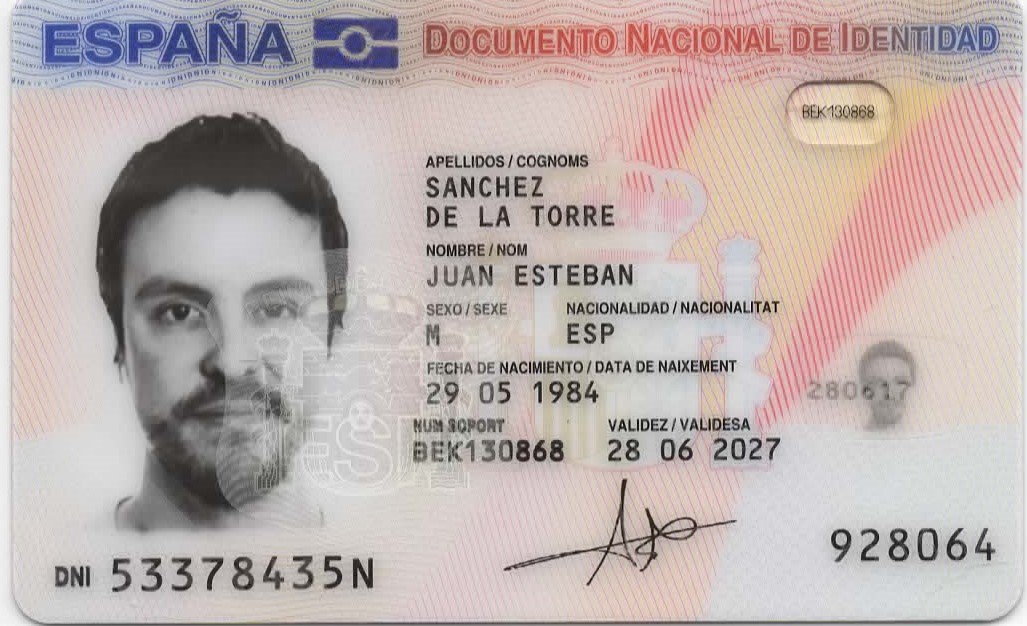 ESPAÑA DOCUMENTO NACIONAL DE IDENTIDAD
BEK130868
APELLIDOS / COGNOMS
SANCHEZ
DE LA TORRE
NOMBRE / NOM
JUAN ESTEBAN
SEXO / SEXE NACIONALIDAD / NACIONALITAT
M ESP
FECHA DE NACIMIENTO / DATA DE NAIXEMENT
29 05 1984
280617
NUM SOPORT VALIDEZ / VALIDESA
BEK130868 28 06 2027
928064
DNI 53378435N